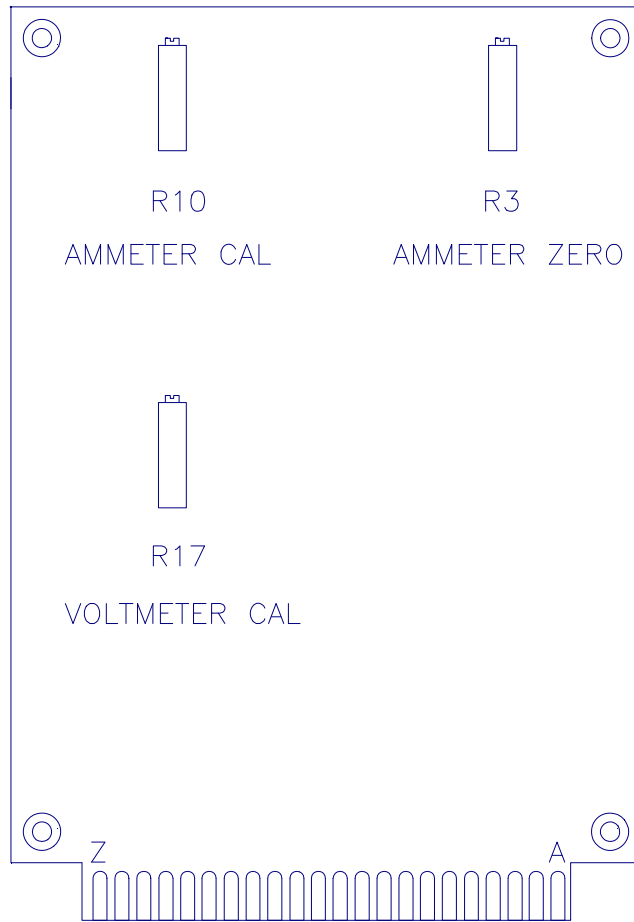 R10
R3
AMMETER CAL
AMMETER ZERO
R17
VOLTMETER CAL
Z
A